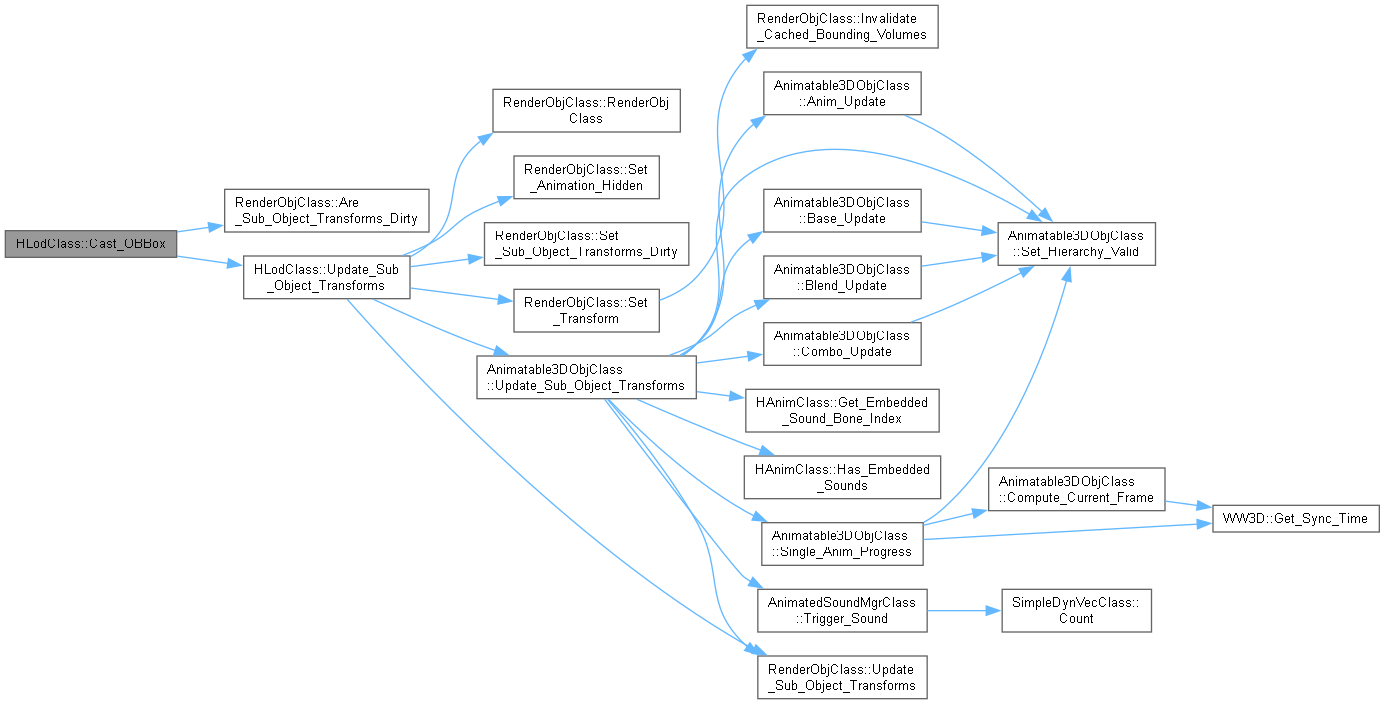 HLodClass::Cast_OBBox
RenderObjClass::Are
_Sub_Object_Transforms_Dirty
HLodClass::Update_Sub
_Object_Transforms
RenderObjClass::RenderObj
Class
RenderObjClass::Set
_Animation_Hidden
RenderObjClass::Set
_Sub_Object_Transforms_Dirty
RenderObjClass::Set
_Transform
Animatable3DObjClass
::Update_Sub_Object_Transforms
RenderObjClass::Invalidate
_Cached_Bounding_Volumes
Animatable3DObjClass
::Anim_Update
Animatable3DObjClass
::Base_Update
Animatable3DObjClass
::Blend_Update
Animatable3DObjClass
::Combo_Update
HAnimClass::Get_Embedded
_Sound_Bone_Index
HAnimClass::Has_Embedded
_Sounds
Animatable3DObjClass
::Single_Anim_Progress
AnimatedSoundMgrClass
::Trigger_Sound
RenderObjClass::Update
_Sub_Object_Transforms
Animatable3DObjClass
::Set_Hierarchy_Valid
Animatable3DObjClass
::Compute_Current_Frame
SimpleDynVecClass::
Count
WW3D::Get_Sync_Time